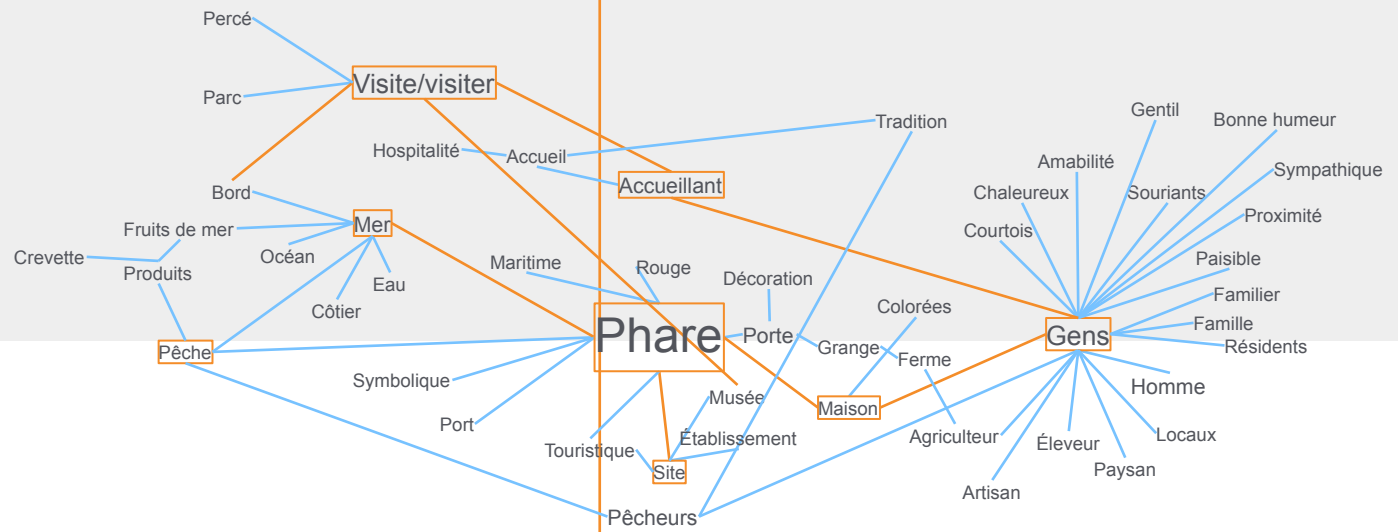 Percé
Visite/visiter
Parc
Gentil
Bonne humeur
Tradition
Hospitalité
Accueil
Amabilité
Sympathique
Accueillant
Bord
Chaleureux
Souriants
Mer
Proximité
Fruits de mer
Courtois
Crevette
Océan
Paisible
Produits
Maritime
Rouge
Décoration
Eau
Familier
Côtier
Colorées
Famille
Phare
Porte
Gens
Pêche
Grange
Résidents
Ferme
Symbolique
Homme
Musée
Maison
Port
Établissement
Agriculteur
Éleveur
Locaux
Touristique
Site
Paysan
Artisan
Pêcheurs